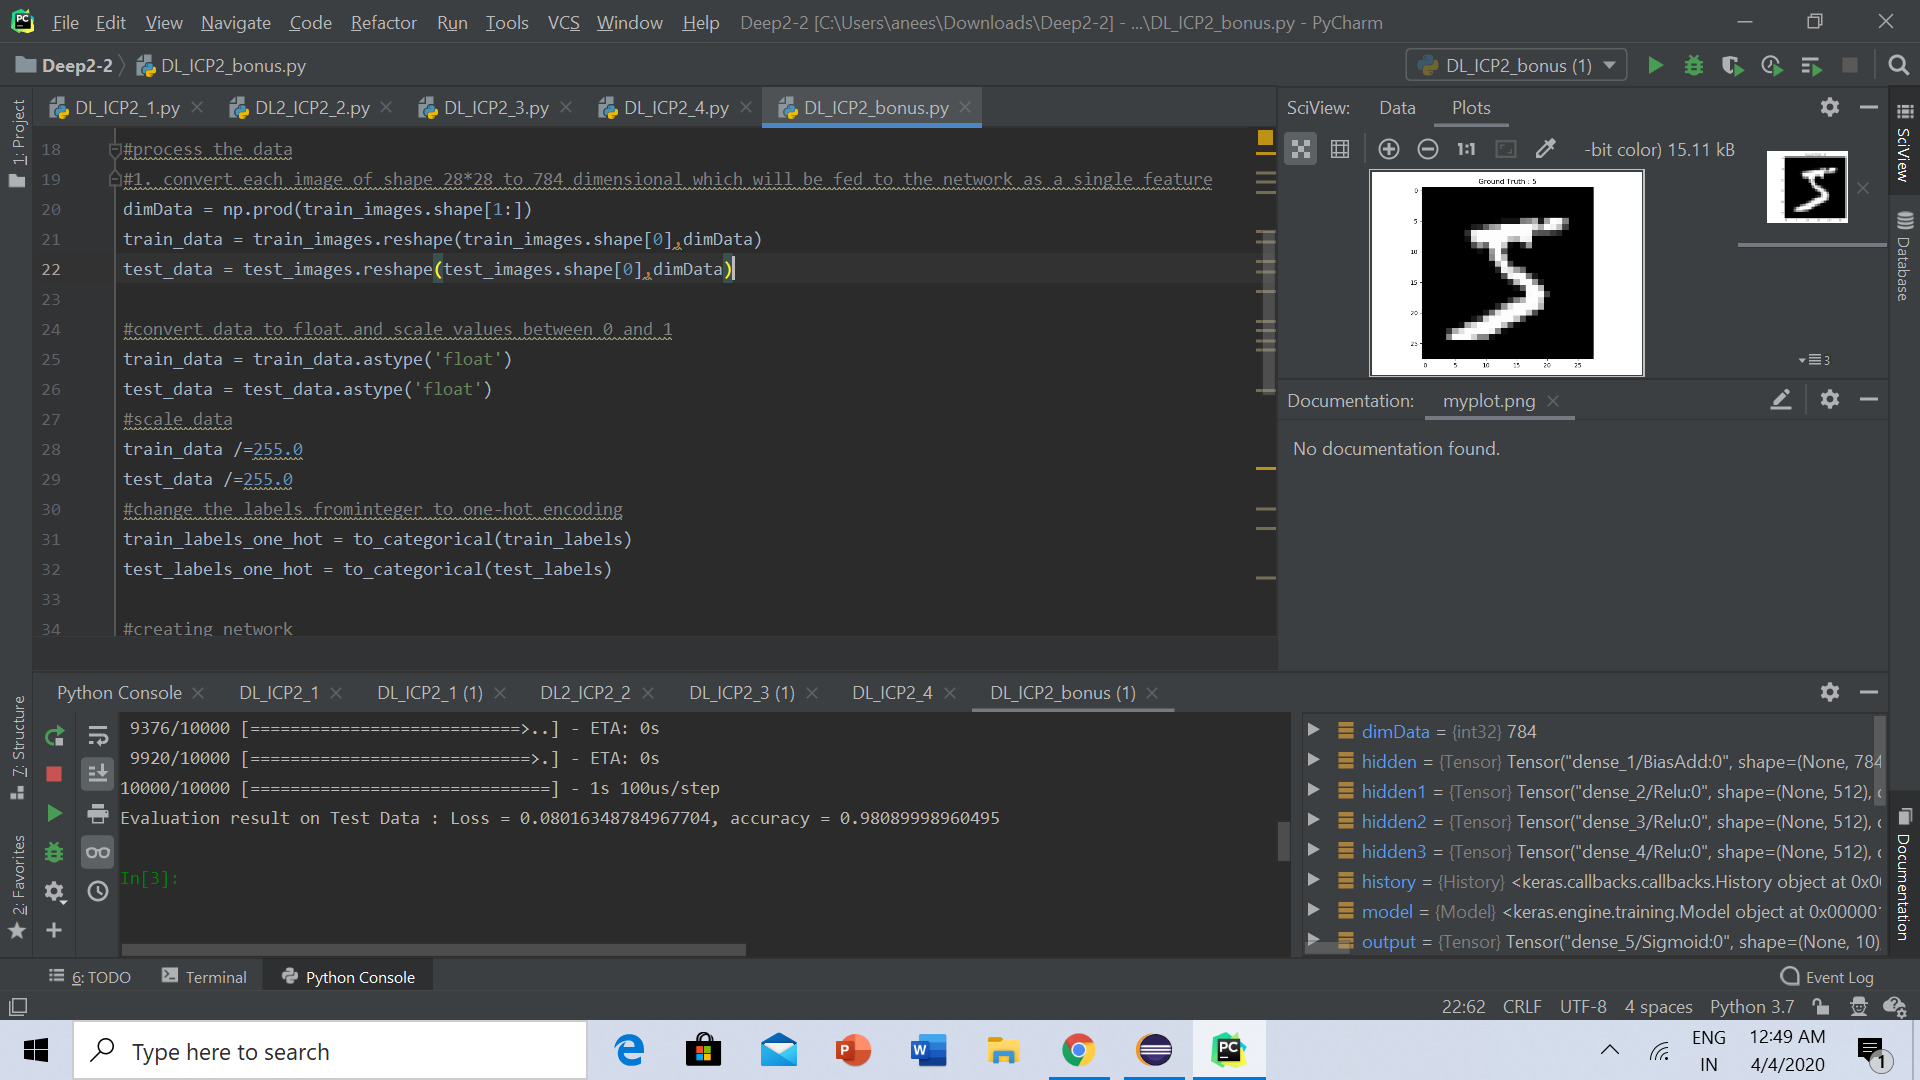 File Edit View Navigate Code Refactor Run Tools VCS Window Help Deep2-2 [C:\Users\anees\Downloads\Deep2-2] - ...\DL_ICP2_bonus.py - PyCharm
Deep2-2 DL_ICP2_bonus.py DL_ICP2_bonus (1)
DL_ICP2_1.py DL2_ICP2_2.py DL_ICP2_3.py DL_ICP2_4.py DL_ICP2_bonus.py
1: Project
18 #process the data
19 #1. convert each image of shape 28*28 to 784 dimensional which will be fed to the network as a single feature
20 dimData = np.prod(train_images.shape[1:])
21 train_data = train_images.reshape(train_images.shape[0],dimData)
22 test_data = test_images.reshape(test_images.shape[0],dimData)
23
24 #convert data to float and scale values between 0 and 1
25 train_data = train_data.astype('float')
26 test_data = test_data.astype('float')
27 #scale data
28 train_data /=255.0
29 test_data /=255.0
30 #change the labels frominteger to one-hot encoding
31 train_labels_one_hot = to_categorical(train_labels)
32 test_labels_one_hot = to_categorical(test_labels)
33
34 #creating network
SciView: Data Plots
1:1 -bit color) 15.11 kB
Ground Truth : 5
0
5
10
15
20
25
0 5 10 15 20 25
3
SciView
Database
Documentation: myplot.png
No documentation found.
Python Console DL_ICP2_1 DL_ICP2_1 (1) DL2_ICP2_2 DL_ICP2_3 (1) DL_ICP2_4 DL_ICP2_bonus (1)
7: Structure
2: Favorites
9376/10000 [===========================>..] - ETA: 0s
9920/10000 [============================>.] - ETA: 0s
10000/10000 [==============================] - 1s 100us/step
Evaluation result on Test Data : Loss = 0.08016348784967704, accuracy = 0.98089998960495
In[3]:
dimData = {int32} 784
hidden = {Tensor} Tensor("dense_1/BiasAdd:0", shape=(None, 784
hidden1 = {Tensor} Tensor("dense_2/Relu:0", shape=(None, 512),
hidden2 = {Tensor} Tensor("dense_3/Relu:0", shape=(None, 512),
hidden3 = {Tensor} Tensor("dense_4/Relu:0", shape=(None, 512),
history = {History} <keras.callbacks.callbacks.History object at 0x0
model = {Model} <keras.engine.training.Model object at 0x00000
output = {Tensor} Tensor("dense_5/Sigmoid:0", shape=(None, 10)
Documentation
6: TODO Terminal Python Console Event Log
22:62 CRLF UTF-8 4 spaces Python 3.7
Type here to search
ENG 12:49 AM
IN 4/4/2020
1